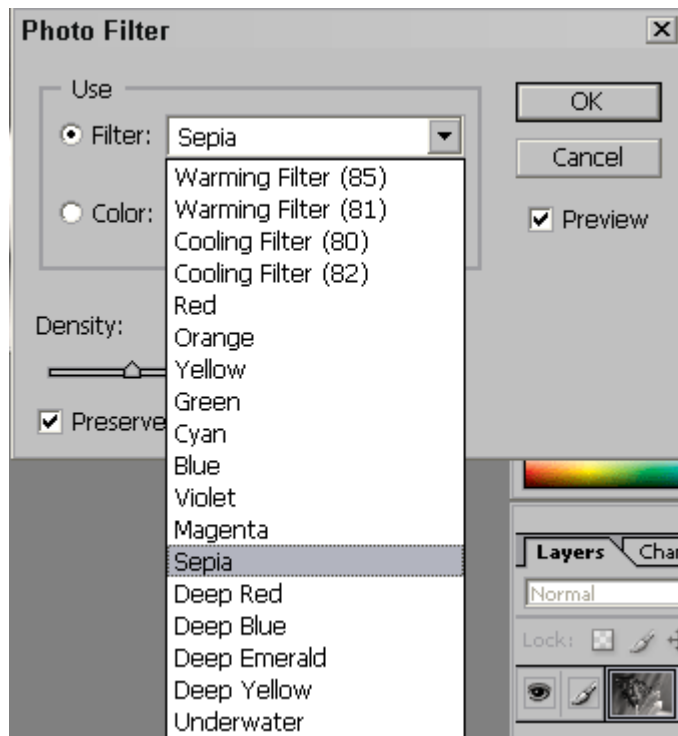 Photo Filter
Use
Filter: Sepia
OK
Cancel
Color:
Preview
Warming Filter (85)
Warming Filter (81)
Cooling Filter (80)
Cooling Filter (82)
Red
Orange
Yellow
Green
Cyan
Blue
Violet
Magenta
Sepia
Deep Red
Deep Blue
Deep Emerald
Deep Yellow
Underwater
Density:
Preserve
Layers
Normal
Lock: